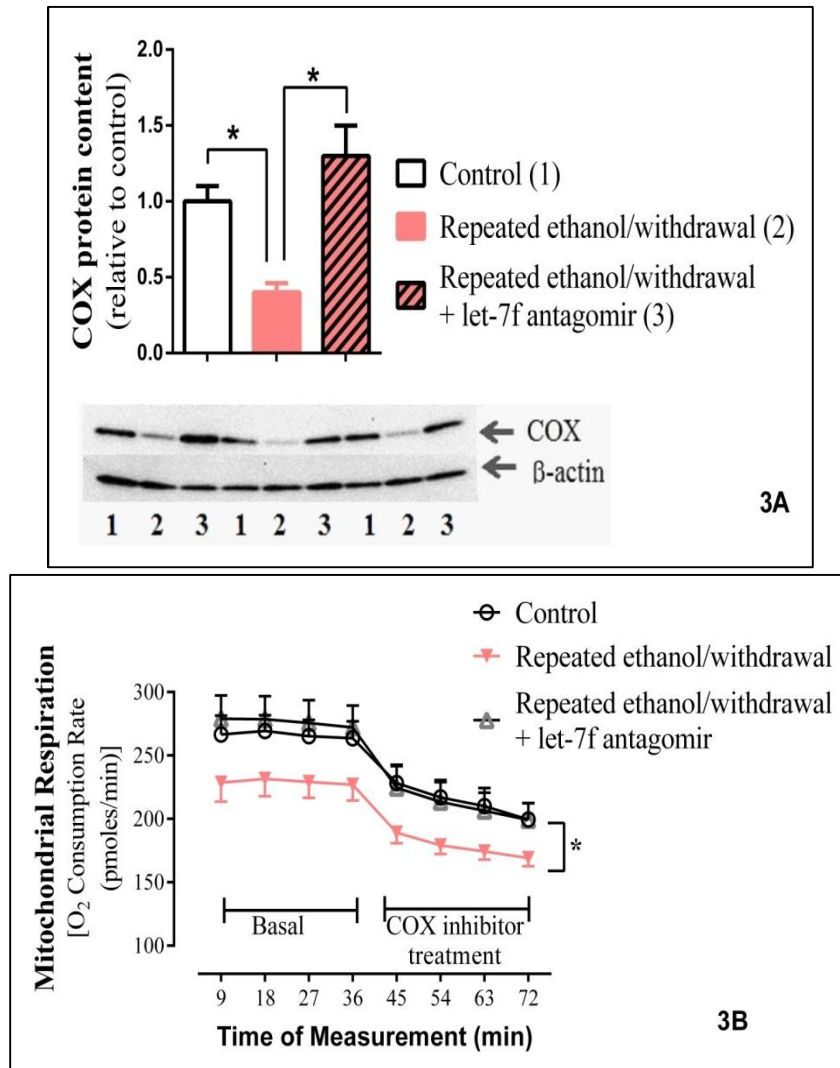 2.0
1.5
1.0
0.5
0.0
COX protein content
(relative to control)
*
*
Control (1)
Repeated ethanol/withdrawal (2)
Repeated ethanol/withdrawal
+ let-7f antagomir (3)
COX
β-actin
1 2 3 1 2 3 1 2 3
3A
Control
Repeated ethanol/withdrawal
Repeated ethanol/withdrawal
+ let-7f antagomir
Mitochondrial Respiration
[O₂ Consumption Rate
(pmoles/min)]
300
250
200
150
100
*
Basal
COX inhibitor
treatment
9 18 27 36 45 54 63 72
Time of Measurement (min)
3B